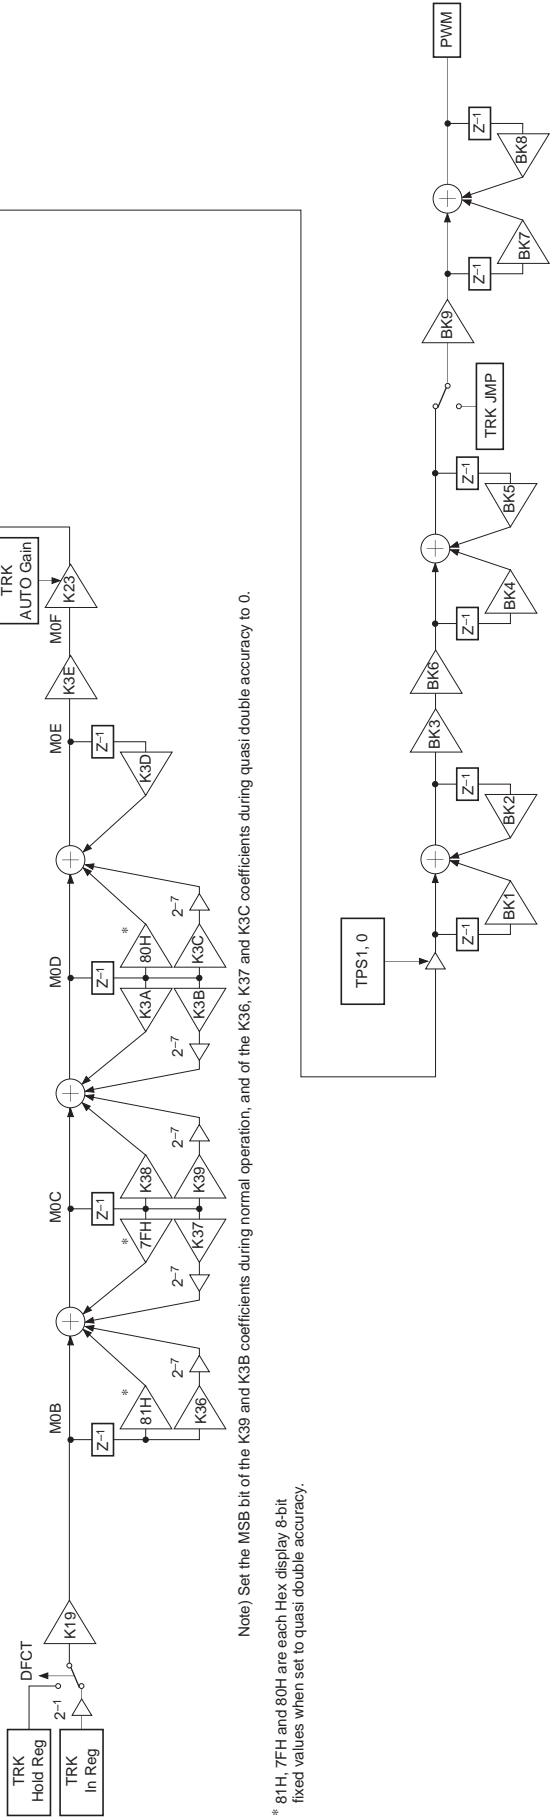 TRK
Hold Reg
TRK
In Reg
2–1
DFCT
K19
M0B
Z–1
81H
*
K36
2–7
7FH
*
K37
2–7
M0C
Z–1
K38
K39
2–7
K3A
K3B
2–7
M0D
Z–1
80H
*
K3C
2–7
K3D
Z–1
M0E
K3E
M0F
K23
TRK
AUTO Gain
Note) Set the MSB bit of the K39 and K3B coefficients during normal operation, and of the K36, K37 and K3C coefficients during quasi double accuracy to 0.
* 81H, 7FH and 80H are each Hex display 8-bit
fixed values when set to quasi double accuracy.
TPS1, 0
Z–1
BK1
Z–1
BK2
BK3
BK6
Z–1
BK4
Z–1
BK5
TRK JMP
BK9
Z–1
BK7
Z–1
BK8
PWM